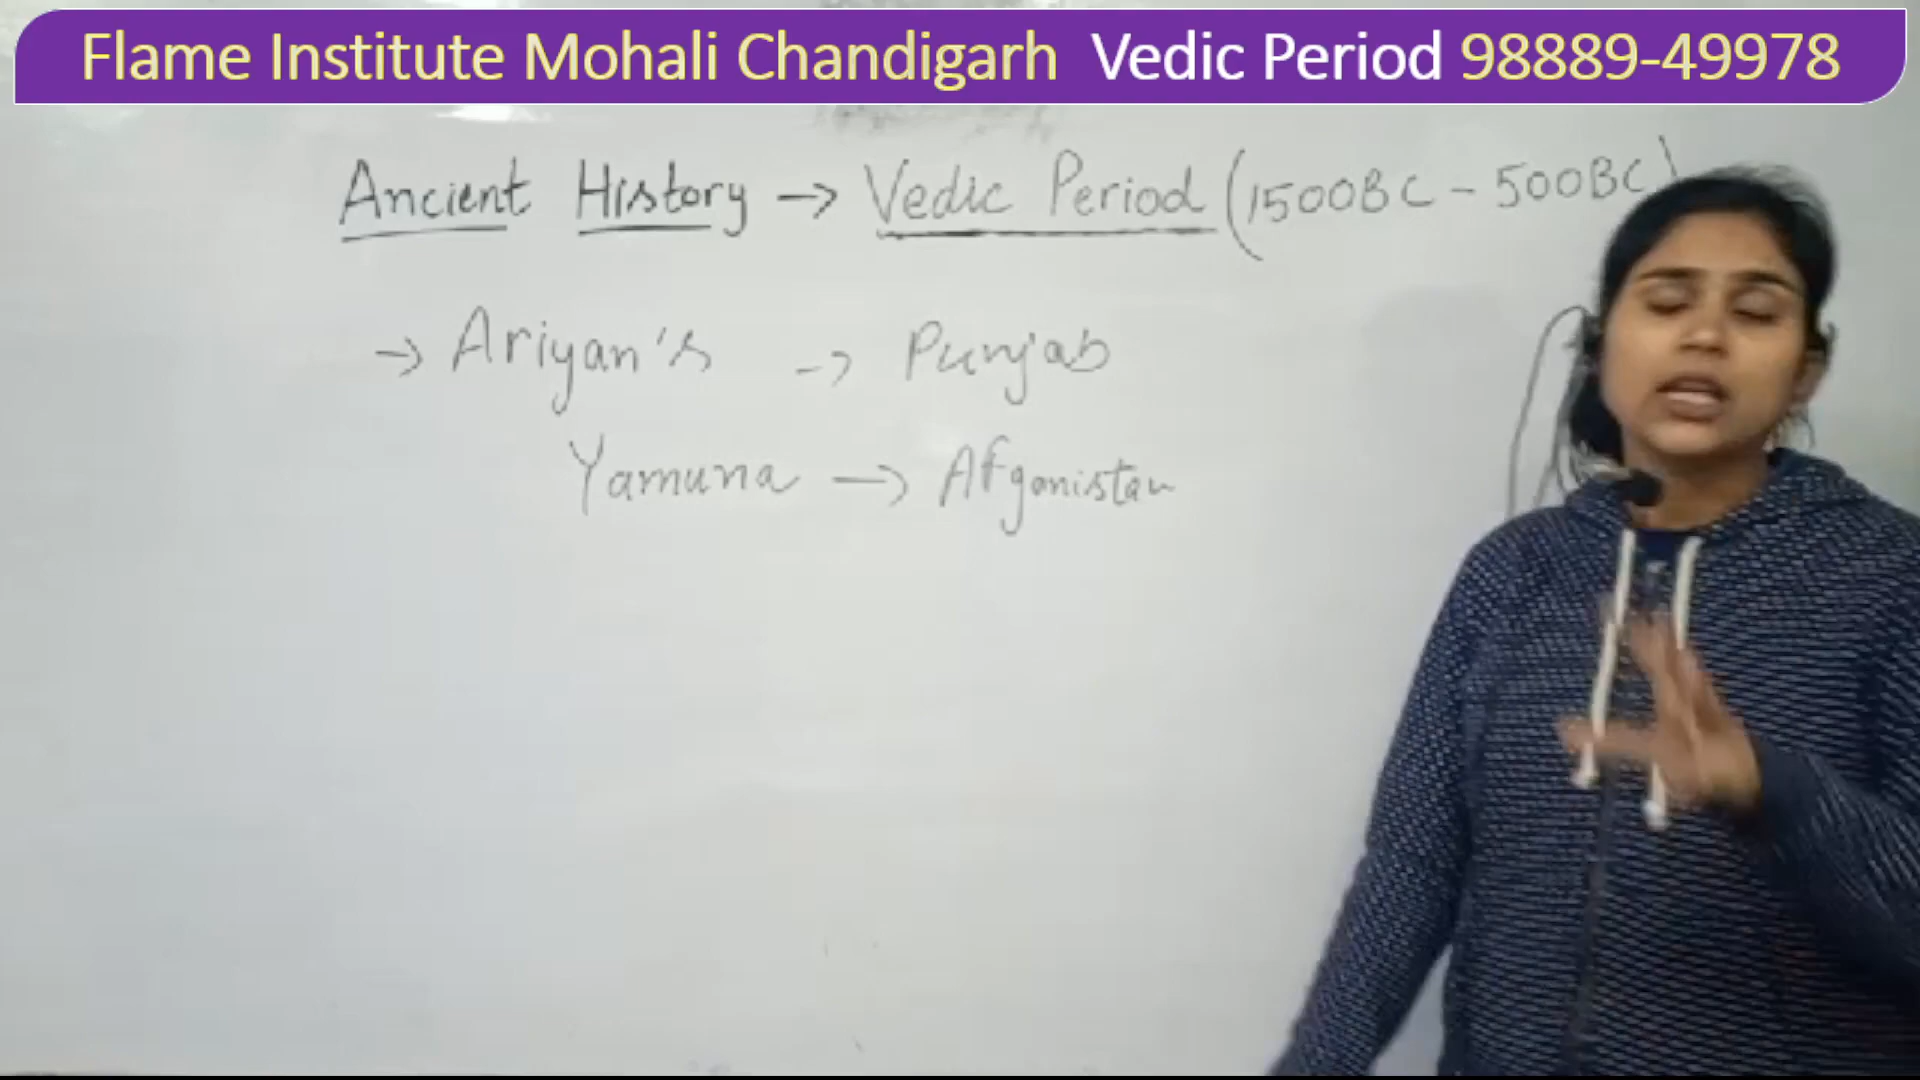 Flame Institute Mohali Chandigarh Vedic Period 98889-49978
Ancient History → Vedic Period (1500BC - 500BC)
→ Ariyan's → Punjab
Yamuna → Afganistan